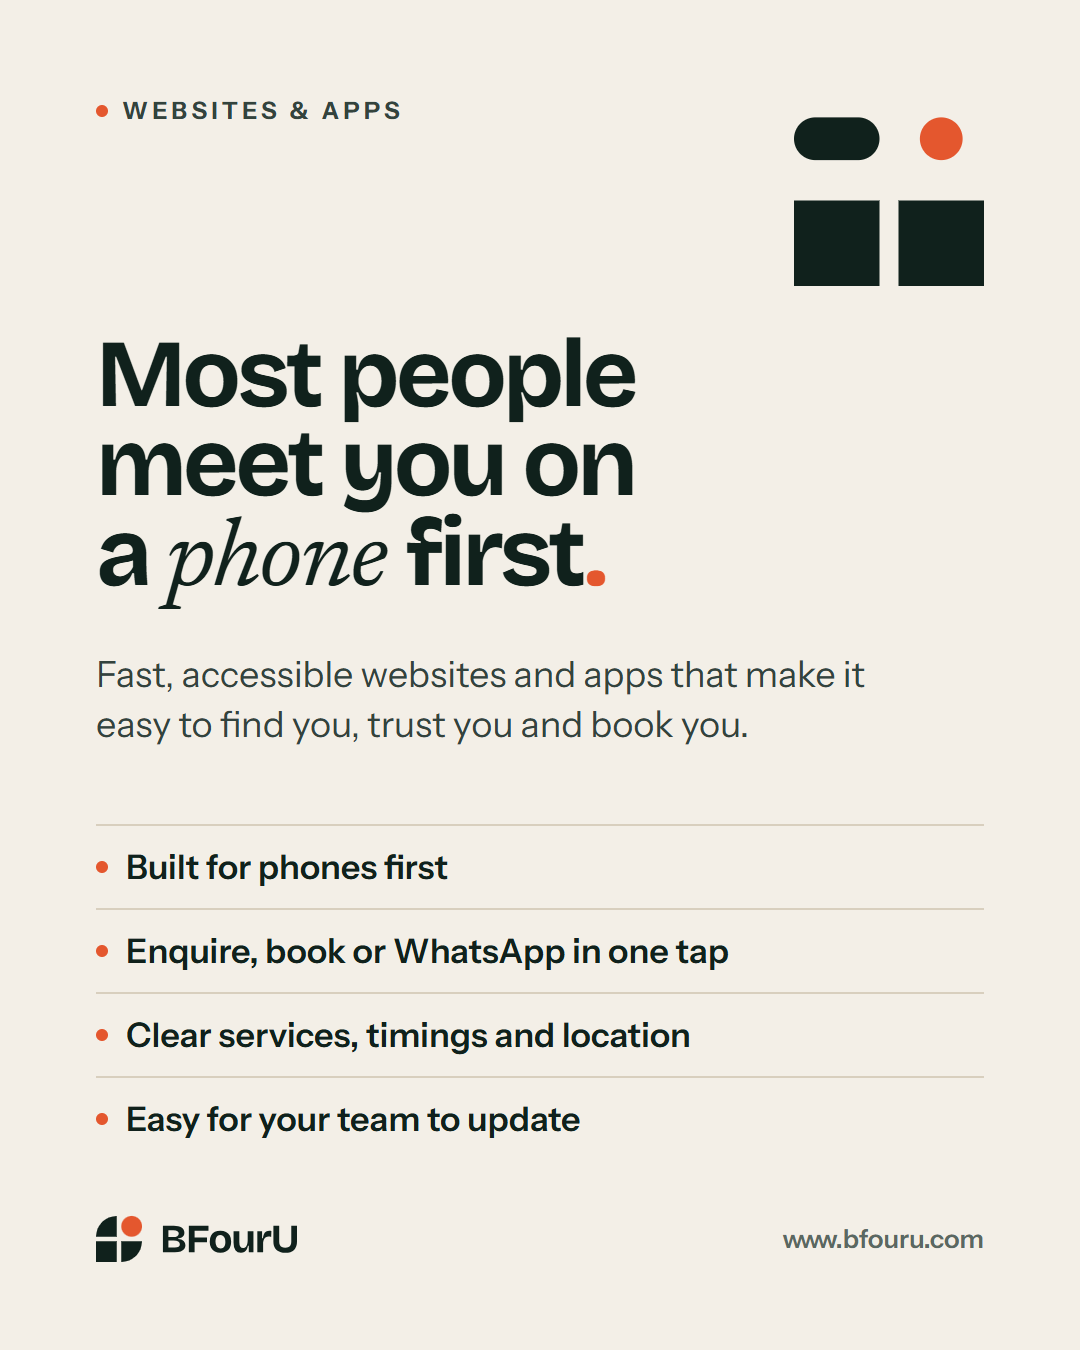 WEBSITES & APPS
Most people
meet you on
a phone first.
Fast, accessible websites and apps that make it
easy to find you, trust you and book you.
Built for phones first
Enquire, book or WhatsApp in one tap
Clear services, timings and location
Easy for your team to update
BFourU
www.bfouru.com